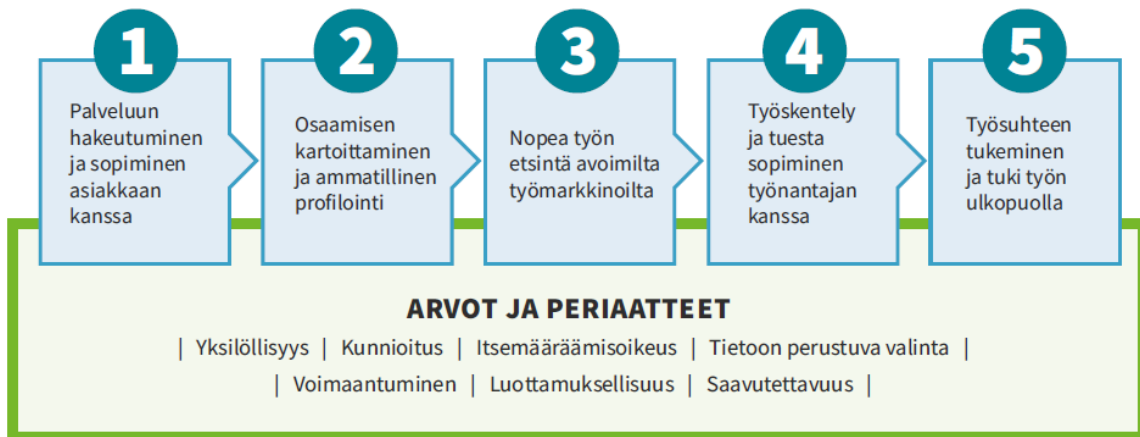 1
Palveluun
hakeutuminen
ja sopiminen
asiakkaan
kanssa
2
Osaamisen
kartoittaminen
ja ammatillinen
profilointi
3
Nopea työn
etsintä avoimilta
työmarkkinoilta
4
Työskentely
ja tuesta
sopiminen
työnantajan
kanssa
5
Työsuhteen
tukeminen
ja tuki työn
ulkopuolla
ARVOT JA PERIAATTEET
| Yksilöllisyys | Kunnioitus | Itsemääräämisoikeus | Tietoon perustuva valinta |
| Voimaantuminen | Luottamuksellisuus | Saavutettavuus |